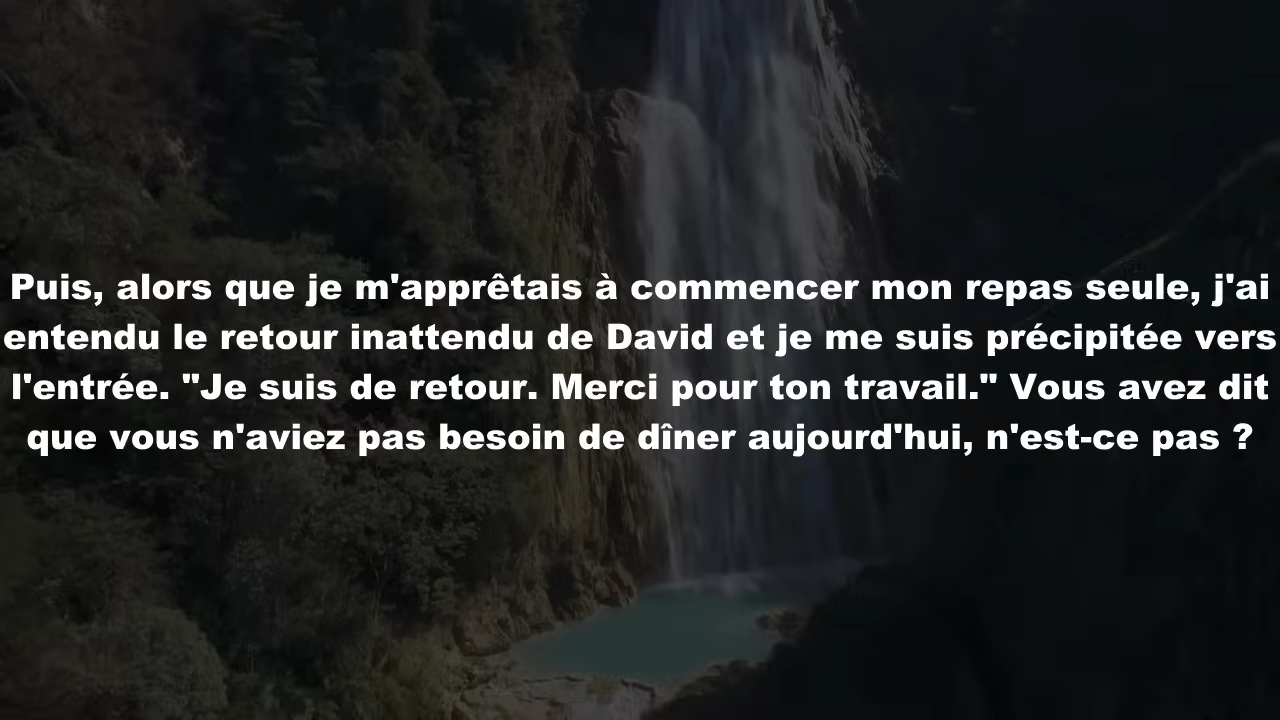 Puis, alors que je m'apprêtais à commencer mon repas seule, j'ai
entendu le retour inattendu de David et je me suis précipitée vers
l'entrée. "Je suis de retour. Merci pour ton travail." Vous avez dit
que vous n'aviez pas besoin de dîner aujourd'hui, n'est-ce pas ?